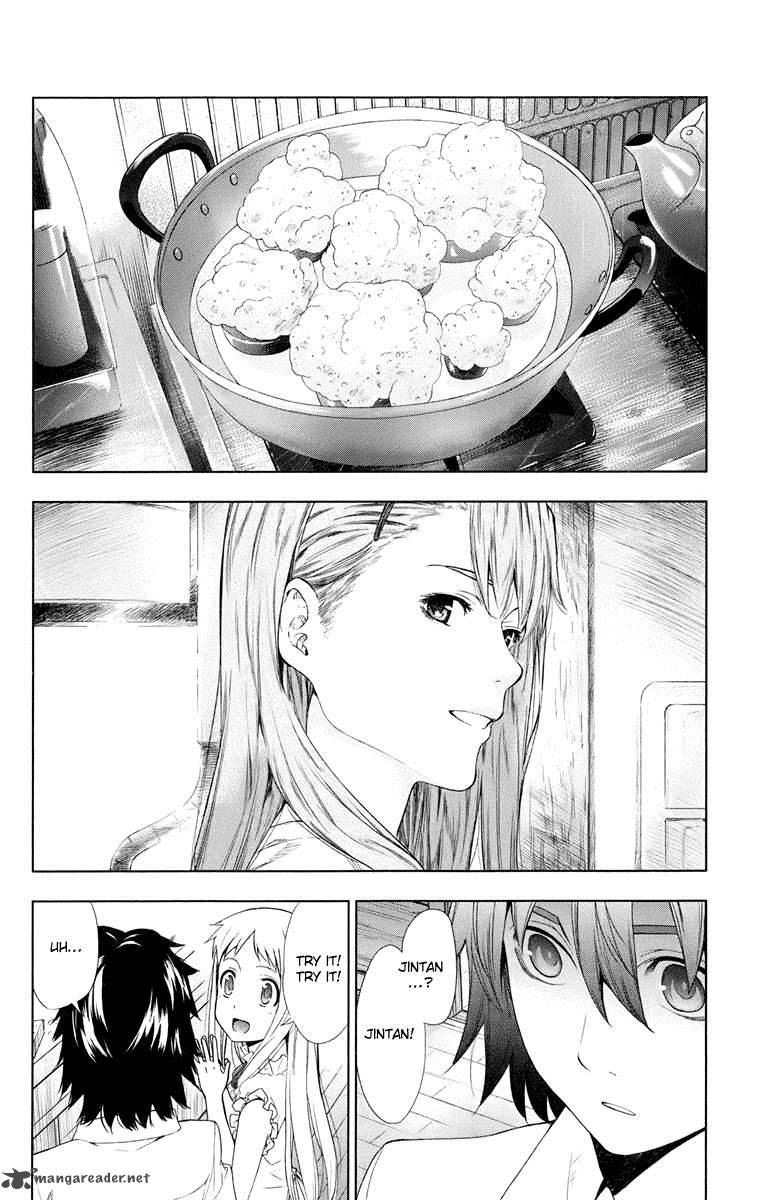 JINTAN
...?
JINTAN!
TRY IT!
TRY IT!
UH...
mangareader.net